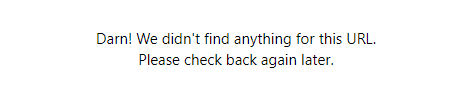 Darn! We didn't find anything for this URL.
Please check back again later.